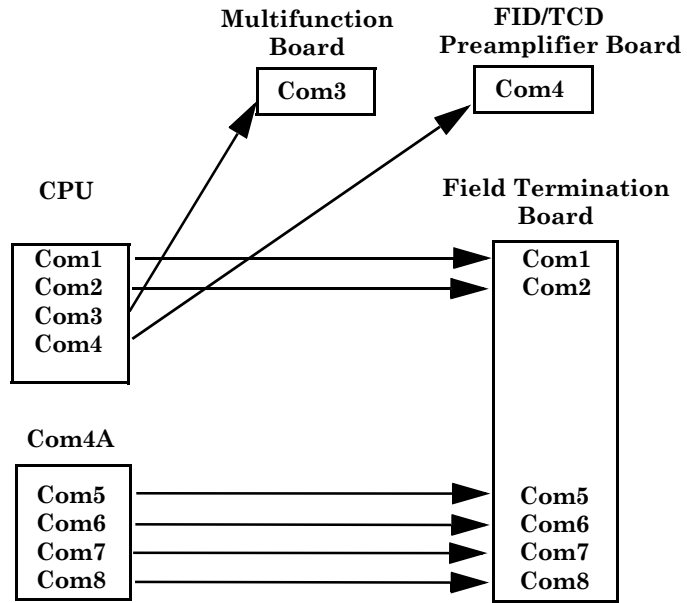 Multifunction
Board
Com3
FID/TCD
Preamplifier Board
Com4
CPU
Com1
Com2
Com3
Com4
Field Termination
Board
Com1
Com2
Com5
Com6
Com7
Com8
Com4A
Com5
Com6
Com7
Com8